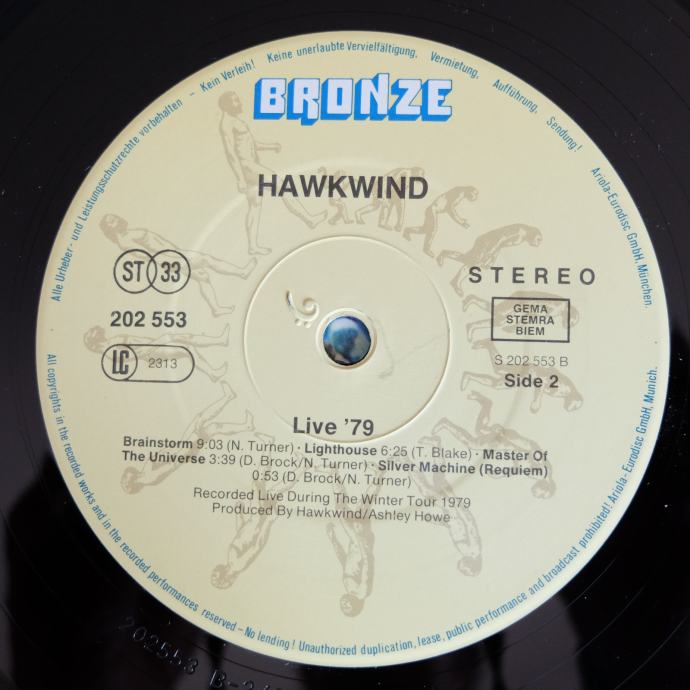 Alle Urheber- und Leistungsschutzrechte vorbehalten – Kein Verleih! Keine unerlaubte Vervielfältigung, Vermietung, Aufführung, Sendung!
Ariola-Eurodisc GmbH, München.
BRONZE
HAWKWIND
ST 33
STEREO
202 553
GEMA
STEMRA
BIEM
LC 2313
S 202 553 B
Side 2
Live '79
Brainstorm 9:03 (N. Turner) · Lighthouse 6:25 (T. Blake) · Master Of
The Universe 3:39 (D. Brock/N. Turner) · Silver Machine (Requiem)
0:53 (D. Brock/N. Turner)
Recorded Live During The Winter Tour 1979
Produced By Hawkwind/Ashley Howe
All copyrights in the recorded works and in the recorded performances reserved – No lending! Unauthorized duplication, lease, public performance and broadcast prohibited! Ariola-Eurodisc GmbH, Munich.
202553